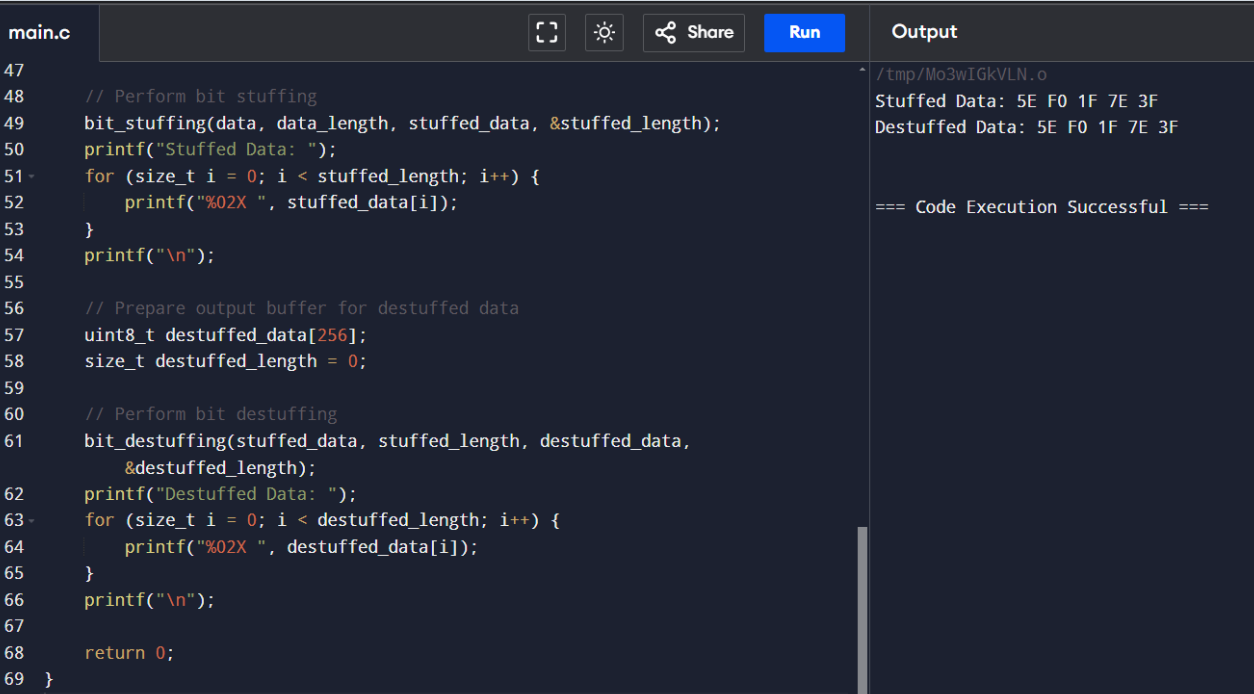 main.c
Share
Run
Output
47
48 // Perform bit stuffing
49 bit_stuffing(data, data_length, stuffed_data, &stuffed_length);
50 printf("Stuffed Data: ");
51 for (size_t i = 0; i < stuffed_length; i++) {
52 printf("%02X ", stuffed_data[i]);
53 }
54 printf("\n");
55
56 // Prepare output buffer for destuffed data
57 uint8_t destuffed_data[256];
58 size_t destuffed_length = 0;
59
60 // Perform bit destuffing
61 bit_destuffing(stuffed_data, stuffed_length, destuffed_data,
&destuffed_length);
62 printf("Destuffed Data: ");
63 for (size_t i = 0; i < destuffed_length; i++) {
64 printf("%02X ", destuffed_data[i]);
65 }
66 printf("\n");
67
68 return 0;
69 }
/tmp/Mo3wIGkVLN.o
Stuffed Data: 5E F0 1F 7E 3F
Destuffed Data: 5E F0 1F 7E 3F
=== Code Execution Successful ===